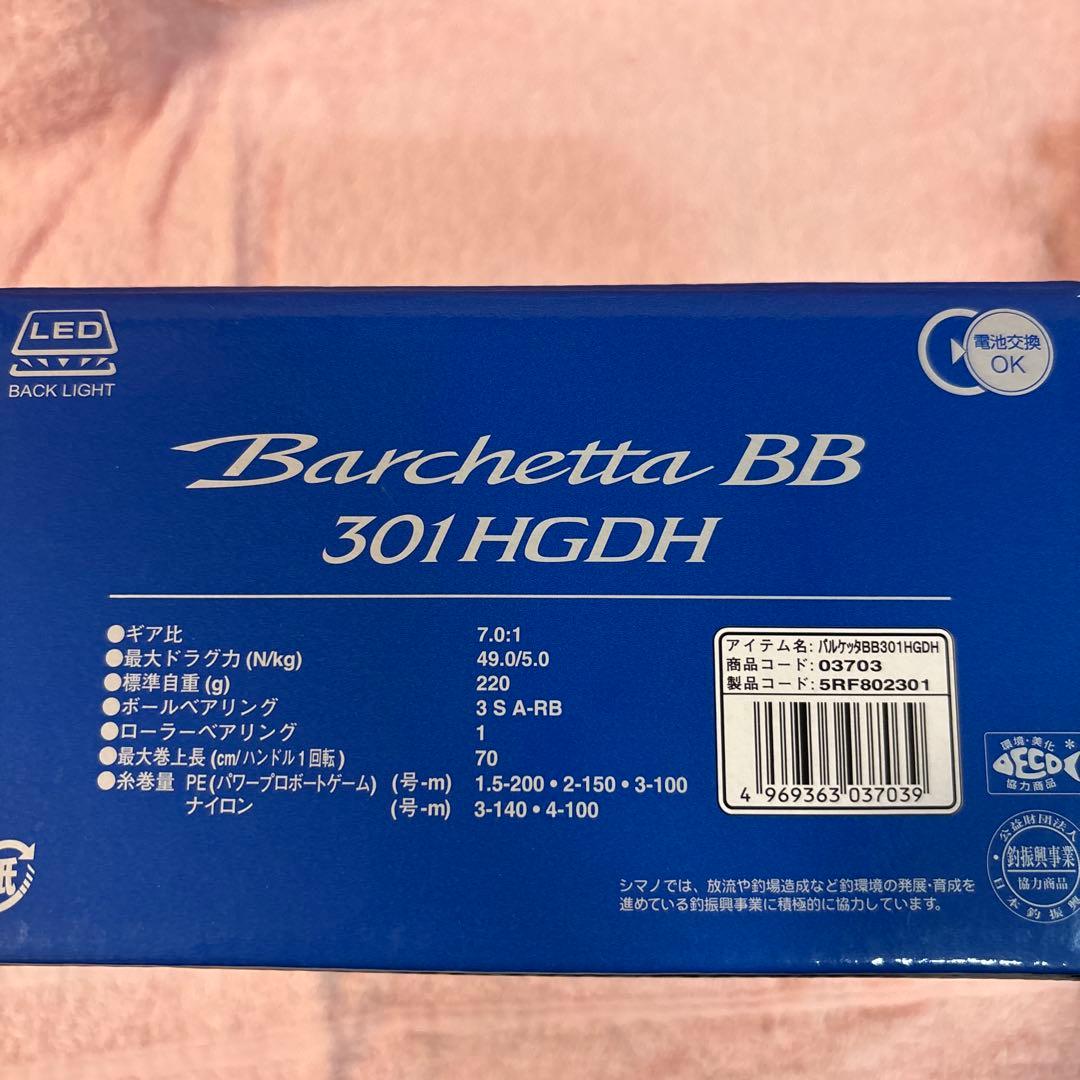 LED
BACK LIGHT
電池交換
OK
Barchetta BB
301HGDH
●ギア比 7.0:1
●最大ドラグ力(N/kg) 49.0/5.0
●標準自重(g) 220
●ボールベアリング 3 S A-RB
●ローラーベアリング 1
●最大巻上長(cm/ハンドル1回転) 70
●糸巻量 PE(パワープロボートゲーム) (号-m) 1.5-200・2-150・3-100
ナイロン (号-m) 3-140・4-100
アイテム名: バルケッタBB301HGDH
商品コード: 03703
製品コード: 5RF802301
4 969363 037039
環境・美化
ECO
協力商品
公益財団法人
釣振興事業
協力商品
日本釣振
紙
シマノでは、放流や釣場造成など釣環境の発展・育成を
進めている釣振興事業に積極的に協力しています。